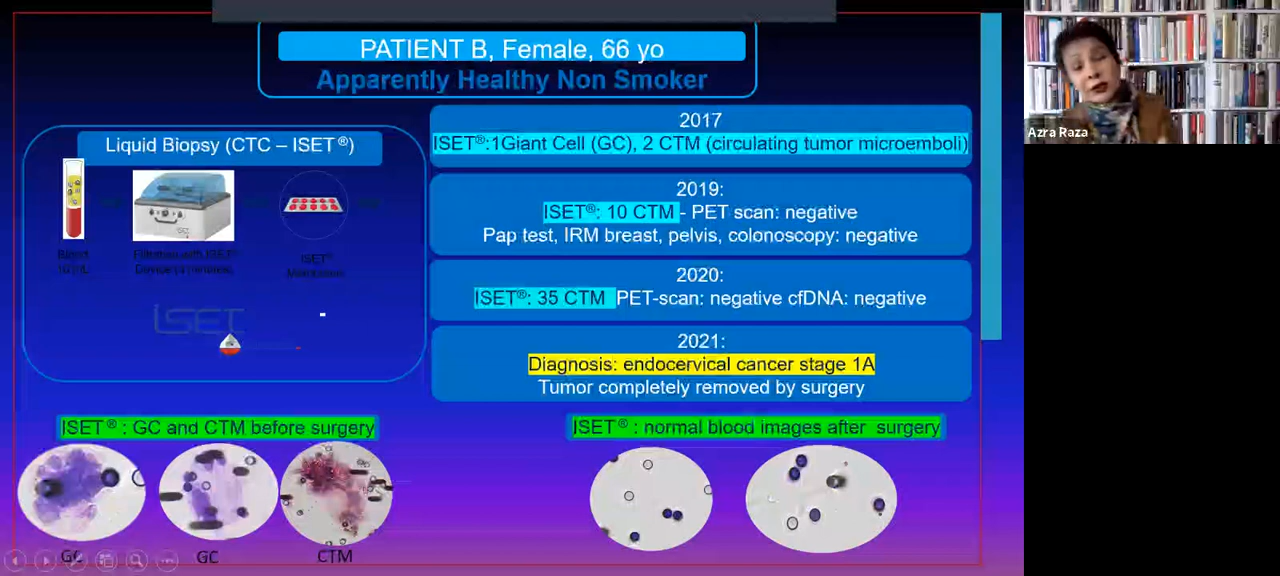 PATIENT B, Female, 66 yo
Apparently Healthy Non Smoker
Liquid Biopsy (CTC – ISET®)
Blood
10 mL
Filtration with ISET®
ISET®
iSET
2017
ISET®:1Giant Cell (GC), 2 CTM (circulating tumor microemboli)
2019:
ISET®: 10 CTM - PET scan: negative
Pap test, IRM breast, pelvis, colonoscopy: negative
2020:
ISET®: 35 CTM PET-scan: negative cfDNA: negative
2021:
Diagnosis: endocervical cancer stage 1A
Tumor completely removed by surgery
ISET® : GC and CTM before surgery
GC
GC
CTM
ISET® : normal blood images after surgery
Azra Raza